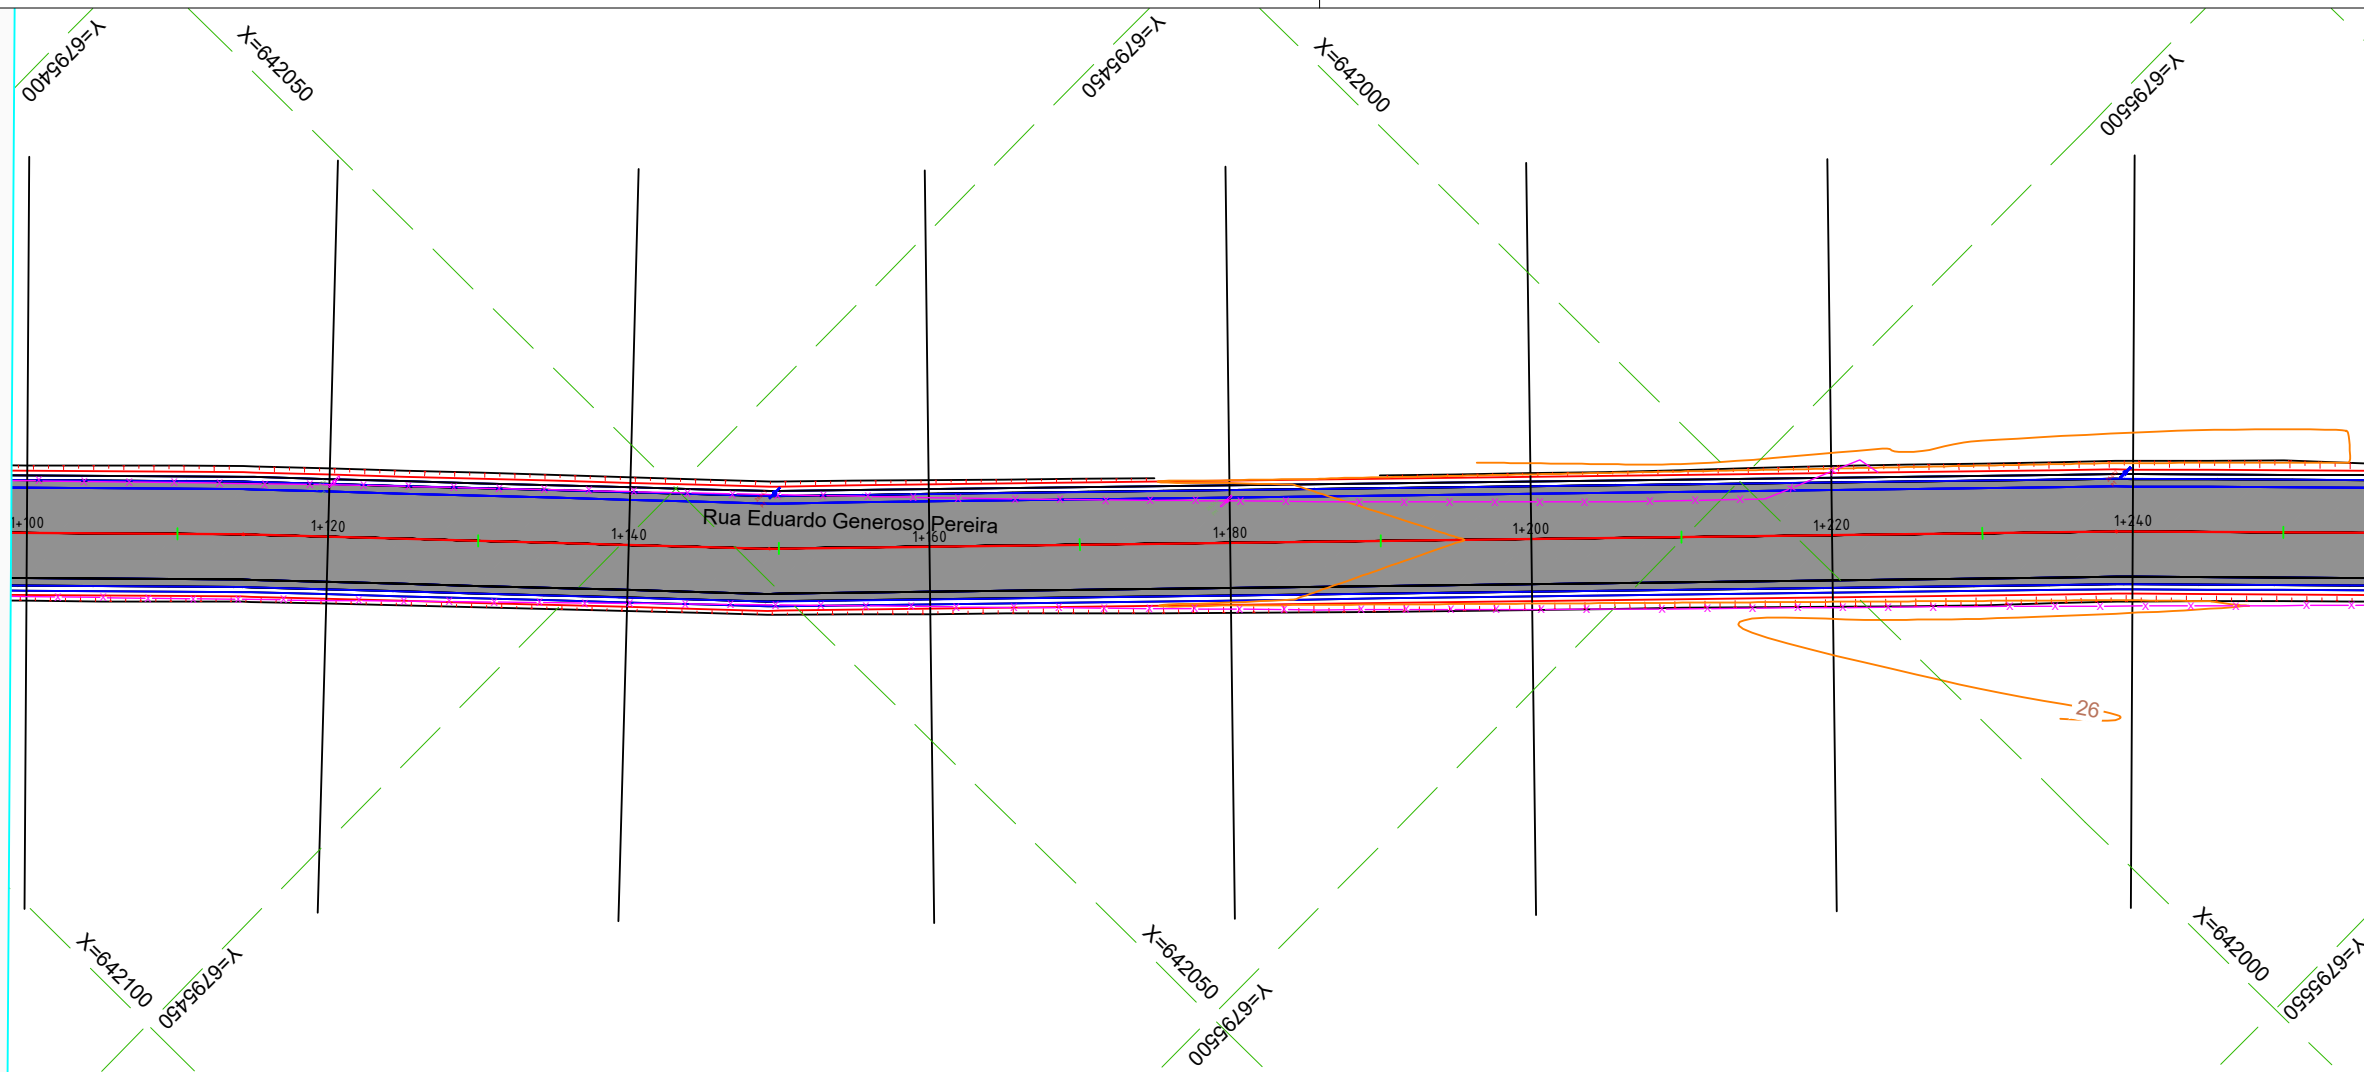 Y=6795400
X=642050
Y=6795450
X=642000
Y=6795500
1+100
1+120
1+140
Rua Eduardo Generoso Pereira
1+160
1+180
1+200
1+220
1+240
26
X=642100
Y=6795450
X=642050
Y=6795500
X=642000
Y=6795550